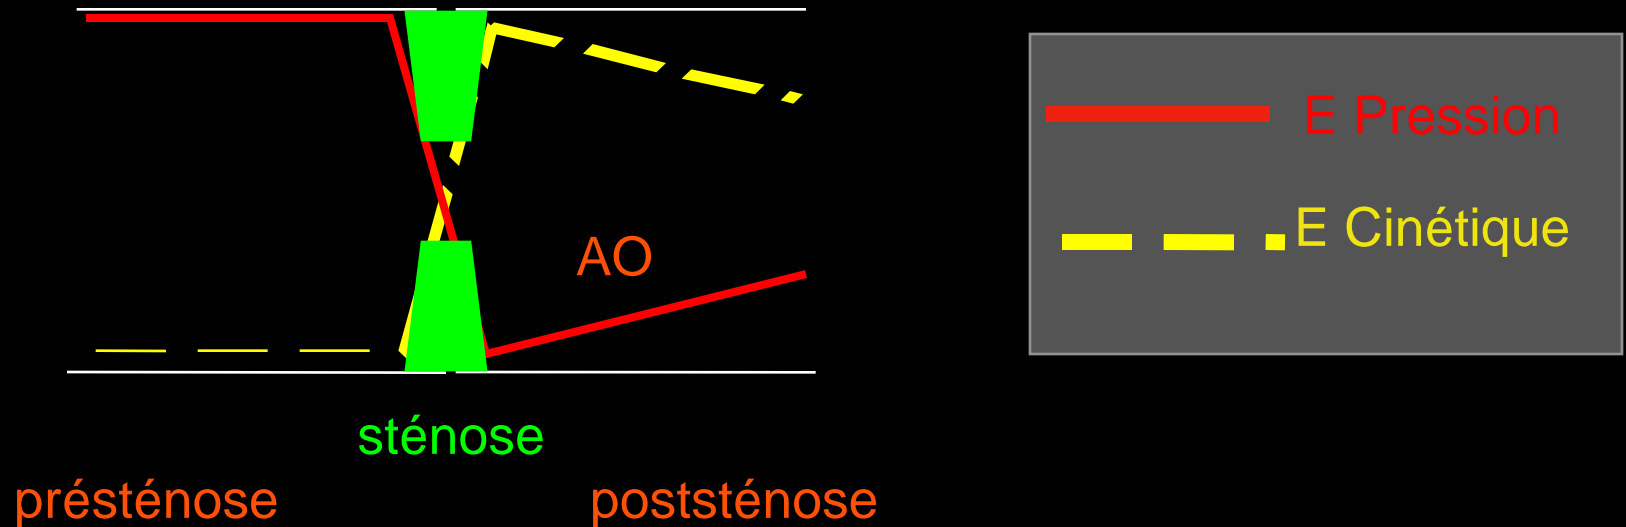 E Pression
E Cinétique
AO
sténose
présténose
poststénose